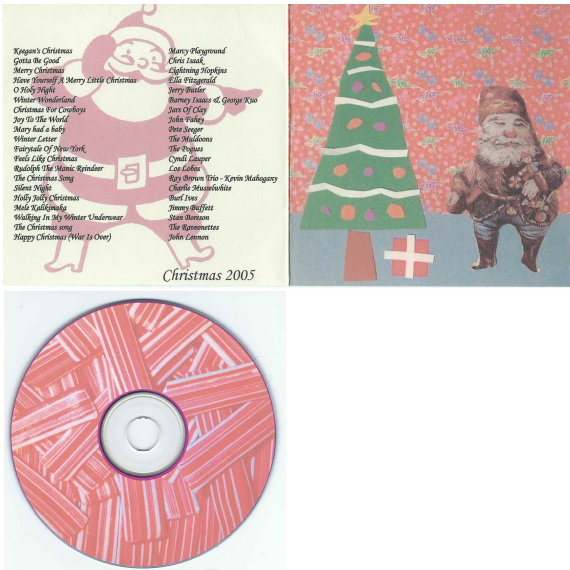 Keegan's Christmas Marcy Playground
Gotta Be Good Chris Isaak
Merry Christmas Lightning Hopkins
Have Yourself A Merry Little Christmas Ella Fitzgerald
O Holy Night Jerry Butler
Winter Wonderland Barney Isaacs & George Kuo
Christmas For Cowboys Jars Of Clay
Joy To The World John Fahey
Mary had a baby Pete Seeger
Winter Letter The Muldoons
Fairytale Of New York The Pogues
Feels Like Christmas Cyndi Lauper
Rudolph The Manic Reindeer Los Lobos
The Christmas Song Ray Brown Trio - Kevin Mahogany
Silent Night Charlie Musselwhite
Holly Jolly Christmas Burl Ives
Mele Kalikimaka Jimmy Buffett
Walking In My Winter Underwear Stan Boreson
The Christmas song The Raveonettes
Happy Christmas (War Is Over) John Lennon
Christmas 2005